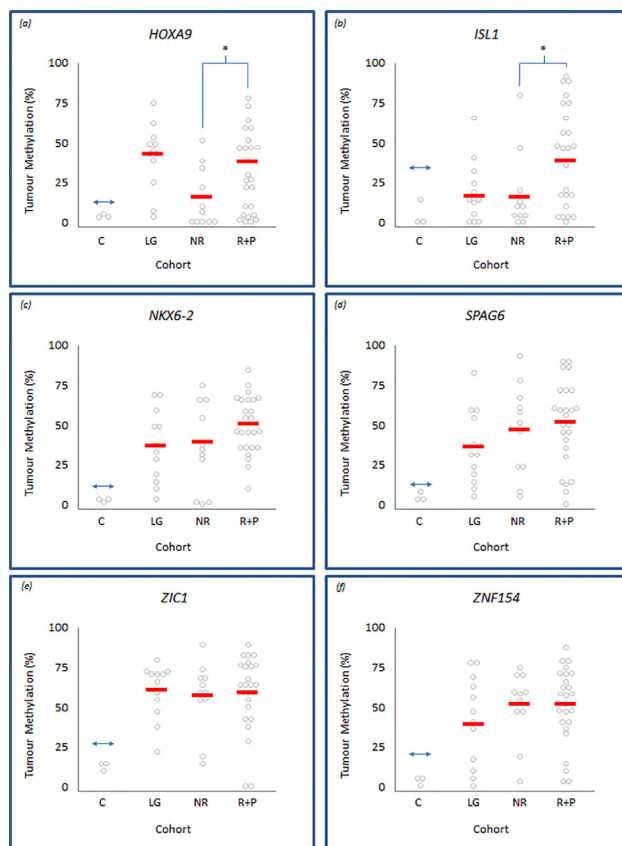 (a)
HOXA9
*
Tumour Methylation (%)
100
75
50
25
0
C LG NR R+P
Cohort
(b)
ISL1
*
Tumour Methylation (%)
100
75
50
25
0
C LG NR R+P
Cohort
(c)
NKX6-2
Tumour Methylation (%)
100
75
50
25
0
C LG NR R+P
Cohort
(d)
SPAG6
Tumour Methylation (%)
100
75
50
25
0
C LG NR R+P
Cohort
(e)
ZIC1
Tumour Methylation (%)
100
75
50
25
0
C LG NR R+P
Cohort
(f)
ZNF154
Tumour Methylation (%)
100
75
50
25
0
C LG NR R+P
Cohort